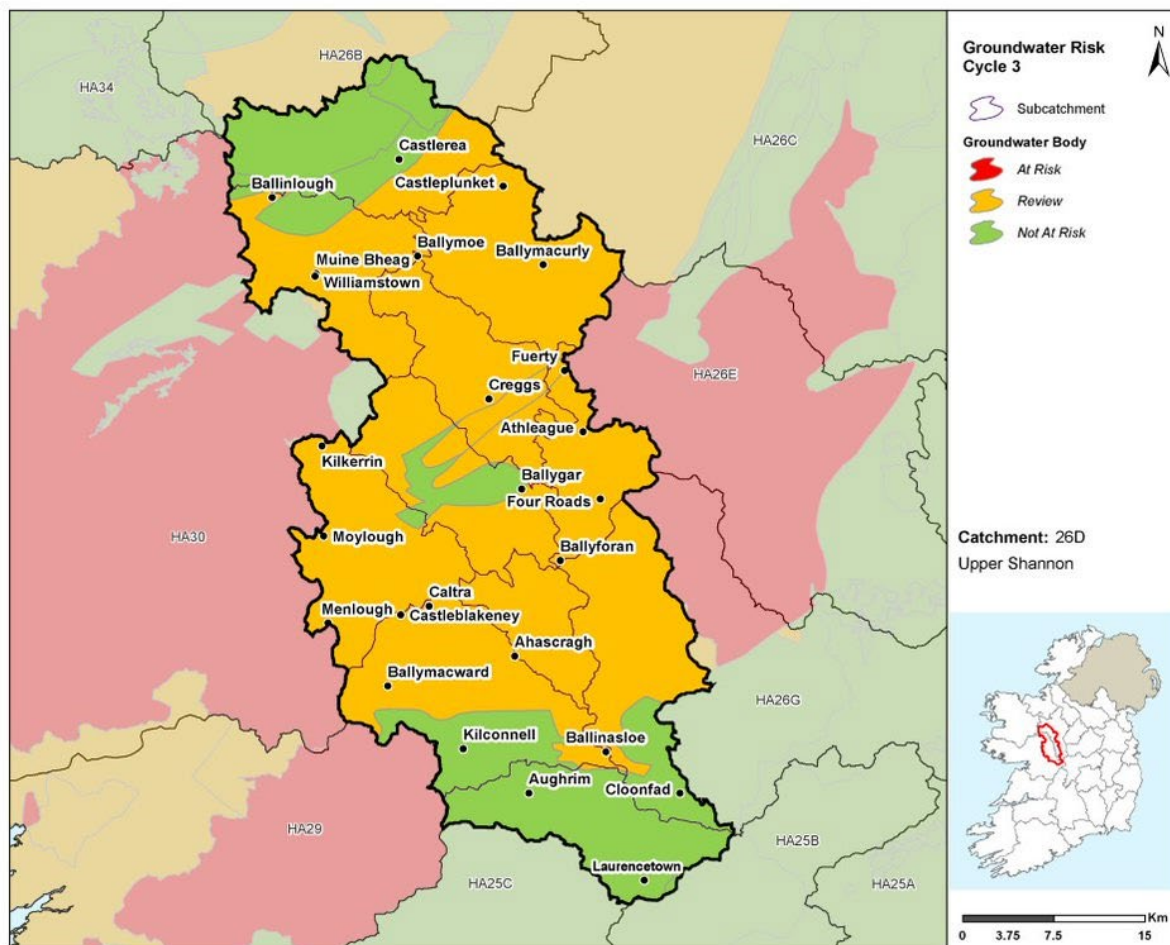 HA26B
HA34
Castlerea
HA26C
Ballinlough
Castleplunket
Ballymoe
Ballymacurly
Muine Bheag
Williamstown
Fuerty
HA26E
Creggs
Athleague
Kilkerrin
Ballygar
Four Roads
HA30
Moylough
Ballyforan
Caltra
Menlough
Castleblakeney
Ahascragh
Ballymacward
HA26G
Kilconnell
Ballinasloe
Aughrim
Cloonfad
HA29
HA25B
Laurencetown
HA25C
HA25A
Groundwater Risk
Cycle 3
N
Subcatchment
Groundwater Body
At Risk
Review
Not At Risk
Catchment: 26D
Upper Shannon
Km
0 3.75 7.5 15